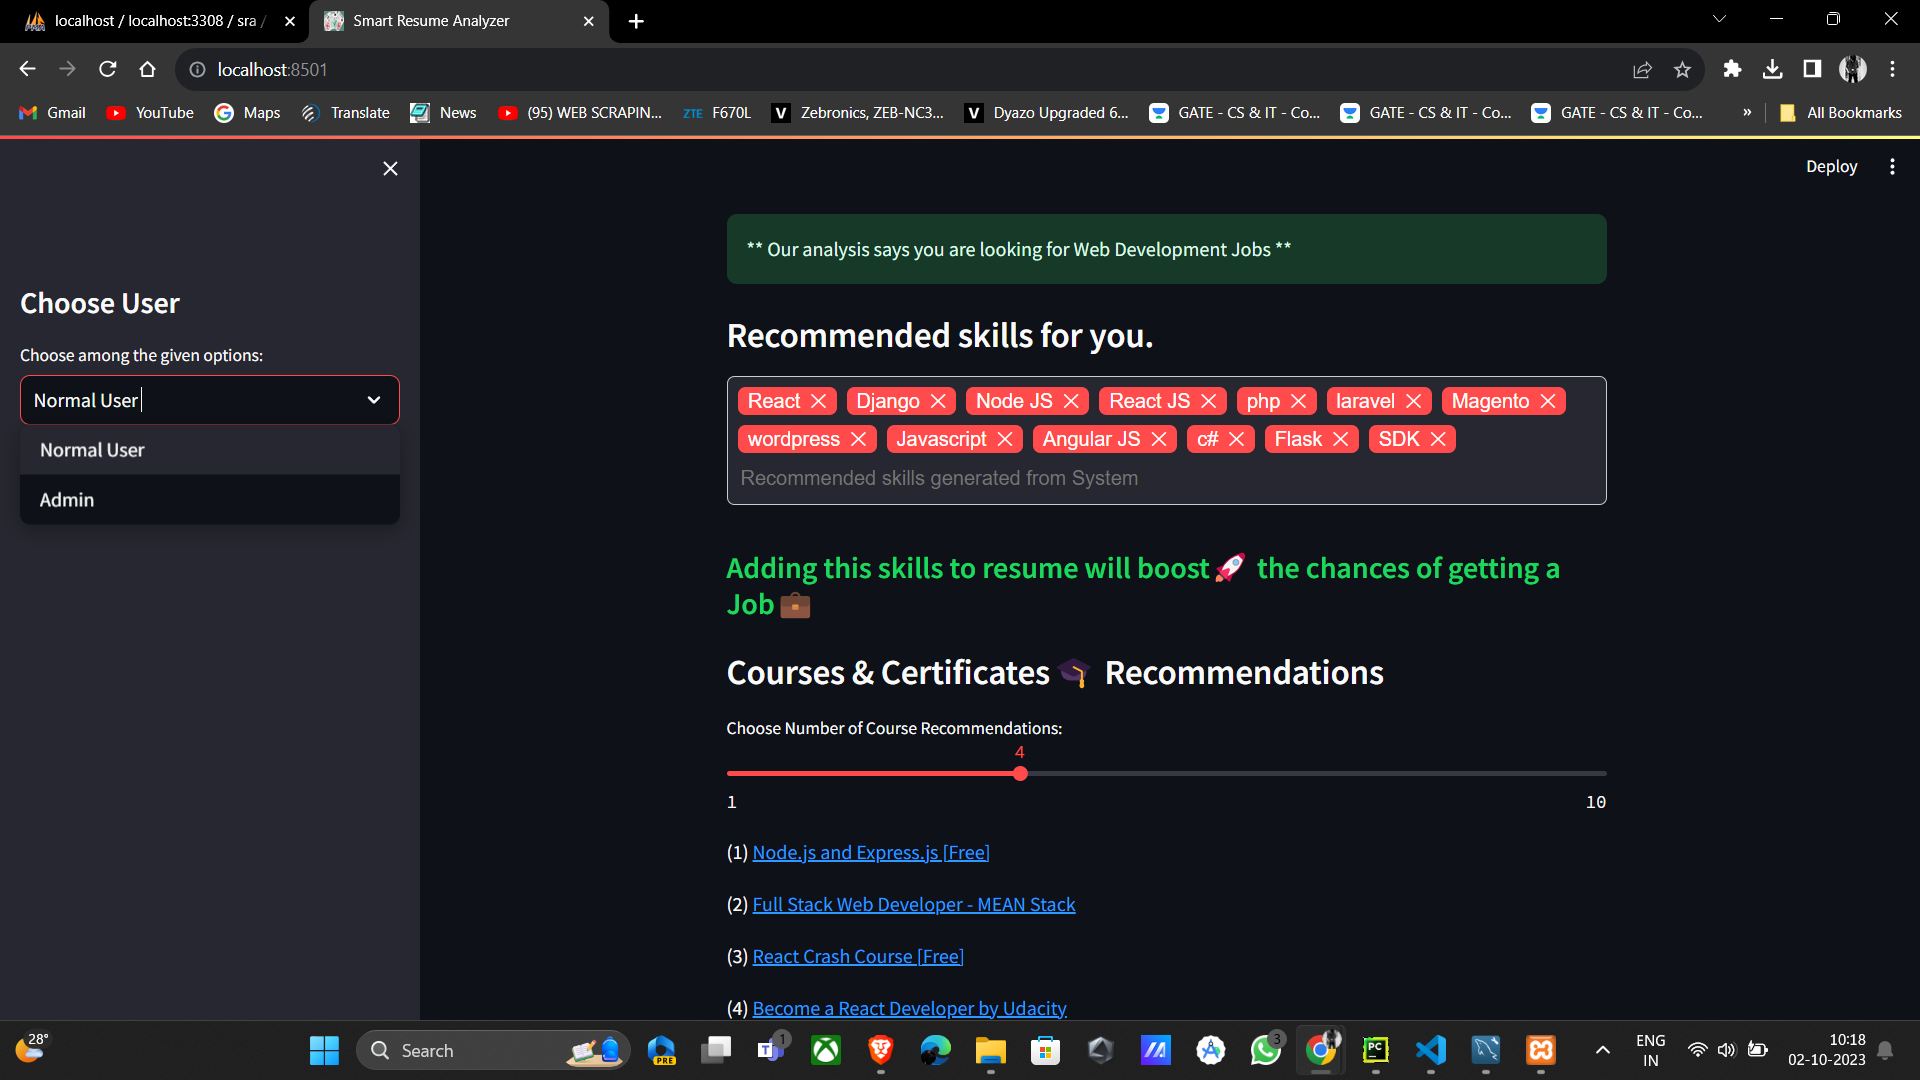 localhost / localhost:3308 / sra /
Smart Resume Analyzer
localhost:8501
Gmail YouTube Maps Translate News (95) WEB SCRAPIN... ZTE F670L V Zebronics, ZEB-NC3... V Dyazo Upgraded 6... GATE - CS & IT - Co... GATE - CS & IT - Co... GATE - CS & IT - Co... » All Bookmarks
Deploy
Choose User
Choose among the given options:
Normal User
Normal User
Admin
** Our analysis says you are looking for Web Development Jobs **
Recommended skills for you.
React Django Node JS React JS php laravel Magento
wordpress Javascript Angular JS c# Flask SDK
Recommended skills generated from System
Adding this skills to resume will boost🚀 the chances of getting a
Job💼
Courses & Certificates🎓 Recommendations
Choose Number of Course Recommendations:
4
1 10
(1) Node.js and Express.js [Free]
(2) Full Stack Web Developer - MEAN Stack
(3) React Crash Course [Free]
(4) Become a React Developer by Udacity
28°
Search
PRE
1
3
PC
ENG
IN
10:18
02-10-2023